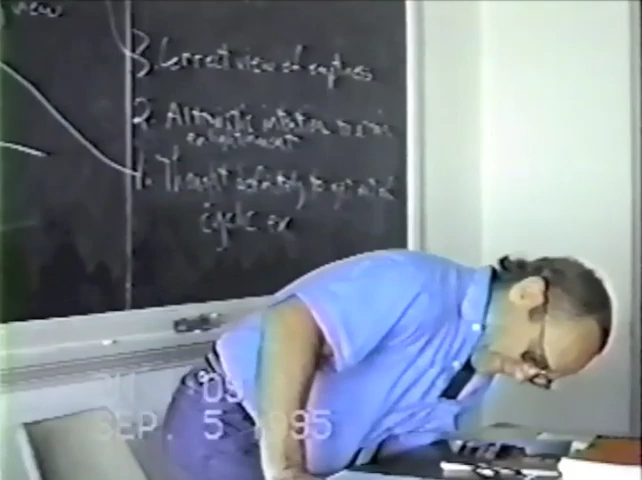 view
3. Correct view of emptiness
2. Altruistic intention to attain
enlightenment
1. Thought definitely to get out of
cyclic ex
SEP. 5 1995